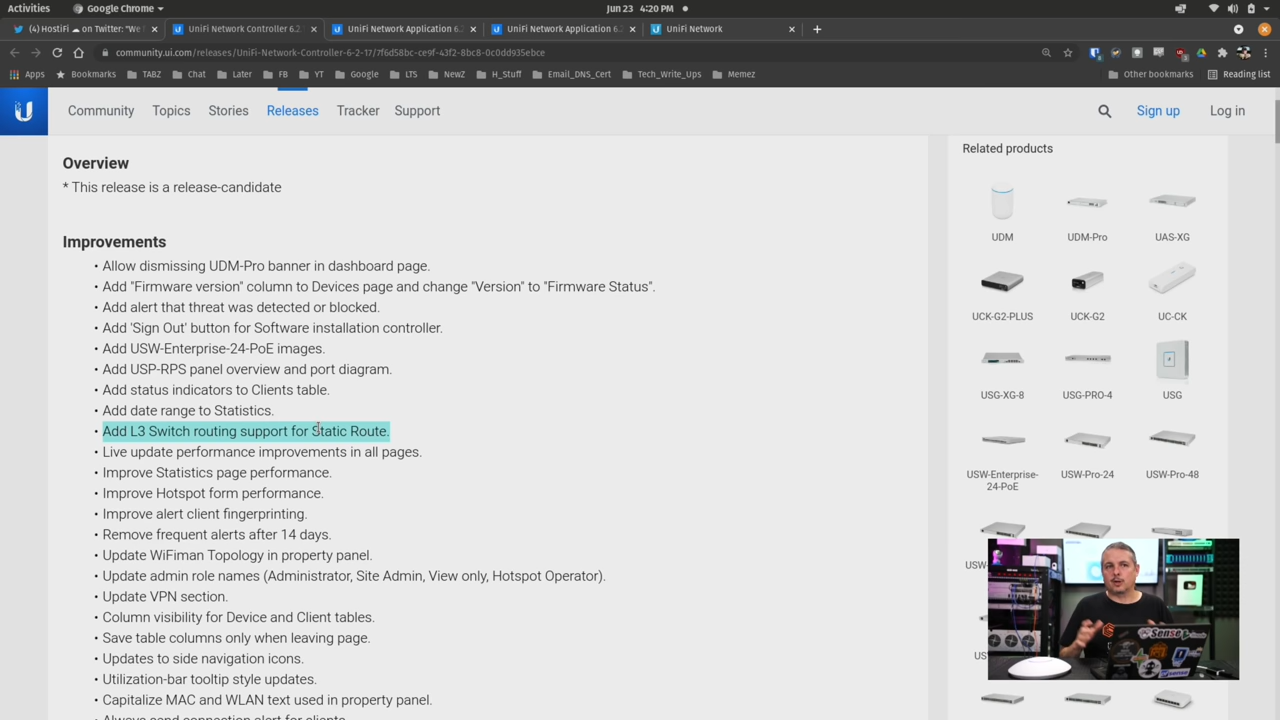 Activities
Google Chrome
Jun 23 4:20 PM
(4) HostiFi
on Twitter: "We
UniFi Network Controller 6.2
UniFi Network Application 6.2
UniFi Network Application 6.2
UniFi Network
community.ui.com/releases/UniFi-Network-Controller-6-2-17/7f6d58bc-ce9f-43f2-8bc8-0c0dd935ebce
Apps
Bookmarks
TABZ
Chat
Later
FB
YT
Google
LTS
NewZ
H_Stuff
Email_DNS_Cert
Tech_Write_Ups
Memez
Other bookmarks
Reading list
Community
Topics
Stories
Releases
Tracker
Support
Sign up
Log in
Overview
* This release is a release-candidate
Improvements
• Allow dismissing UDM-Pro banner in dashboard page.
• Add "Firmware version" column to Devices page and change "Version" to "Firmware Status".
• Add alert that threat was detected or blocked.
• Add 'Sign Out' button for Software installation controller.
• Add USW-Enterprise-24-PoE images.
• Add USP-RPS panel overview and port diagram.
• Add status indicators to Clients table.
• Add date range to Statistics.
• Add L3 Switch routing support for Static Route.
• Live update performance improvements in all pages.
• Improve Statistics page performance.
• Improve Hotspot form performance.
• Improve alert client fingerprinting.
• Remove frequent alerts after 14 days.
• Update WiFiman Topology in property panel.
• Update admin role names (Administrator, Site Admin, View only, Hotspot Operator).
• Update VPN section.
• Column visibility for Device and Client tables.
• Save table columns only when leaving page.
• Updates to side navigation icons.
• Utilization-bar tooltip style updates.
• Capitalize MAC and WLAN text used in property panel.
• Always send connection alert for clients
Related products
UDM
UDM-Pro
UAS-XG
UCK-G2-PLUS
UCK-G2
UC-CK
USG-XG-8
USG-PRO-4
USG
USW-Enterprise-
24-PoE
USW-Pro-24
USW-Pro-48